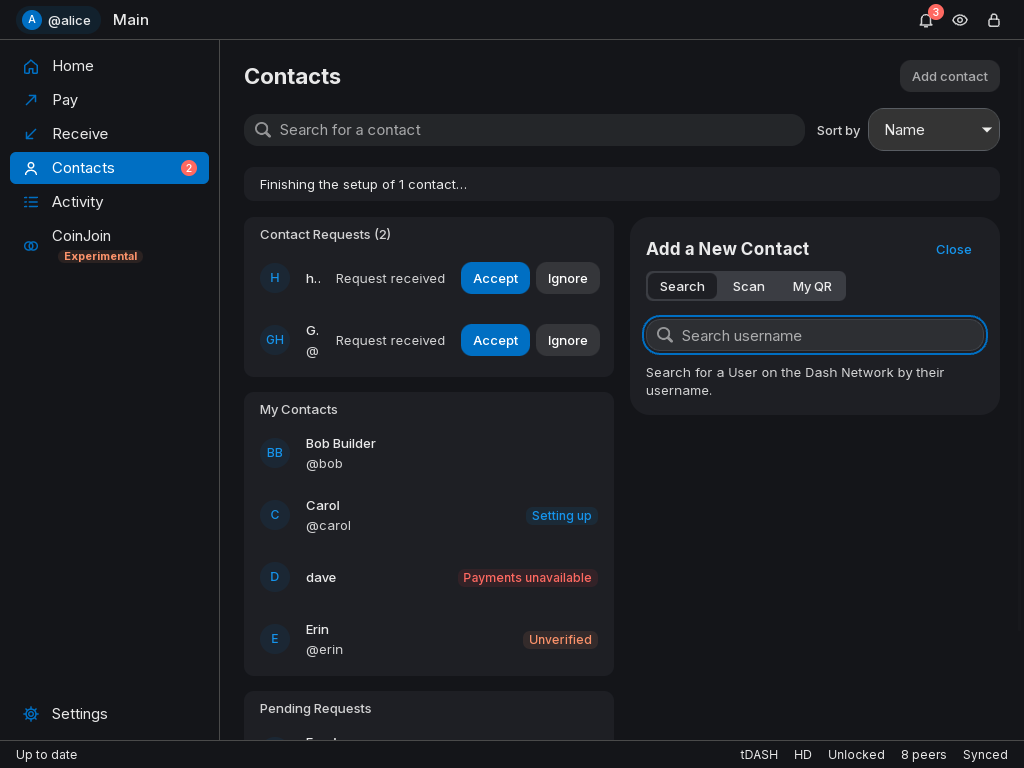 A @alice Main 3
Home
Pay
Receive
Contacts 2
Activity
CoinJoin
Experimental
Settings
Contacts
Add contact
Search for a contact
Sort by
Name
Finishing the setup of 1 contact…
Contact Requests (2)
H h.. Request received Accept Ignore
GH G. Request received Accept Ignore
@
My Contacts
BB Bob Builder
@bob
C Carol
@carol
Setting up
D dave Payments unavailable
E Erin
@erin
Unverified
Pending Requests
Add a New Contact
Close
Search Scan My QR
Search username
Search for a User on the Dash Network by their
username.
Up to date
tDASH HD Unlocked 8 peers Synced